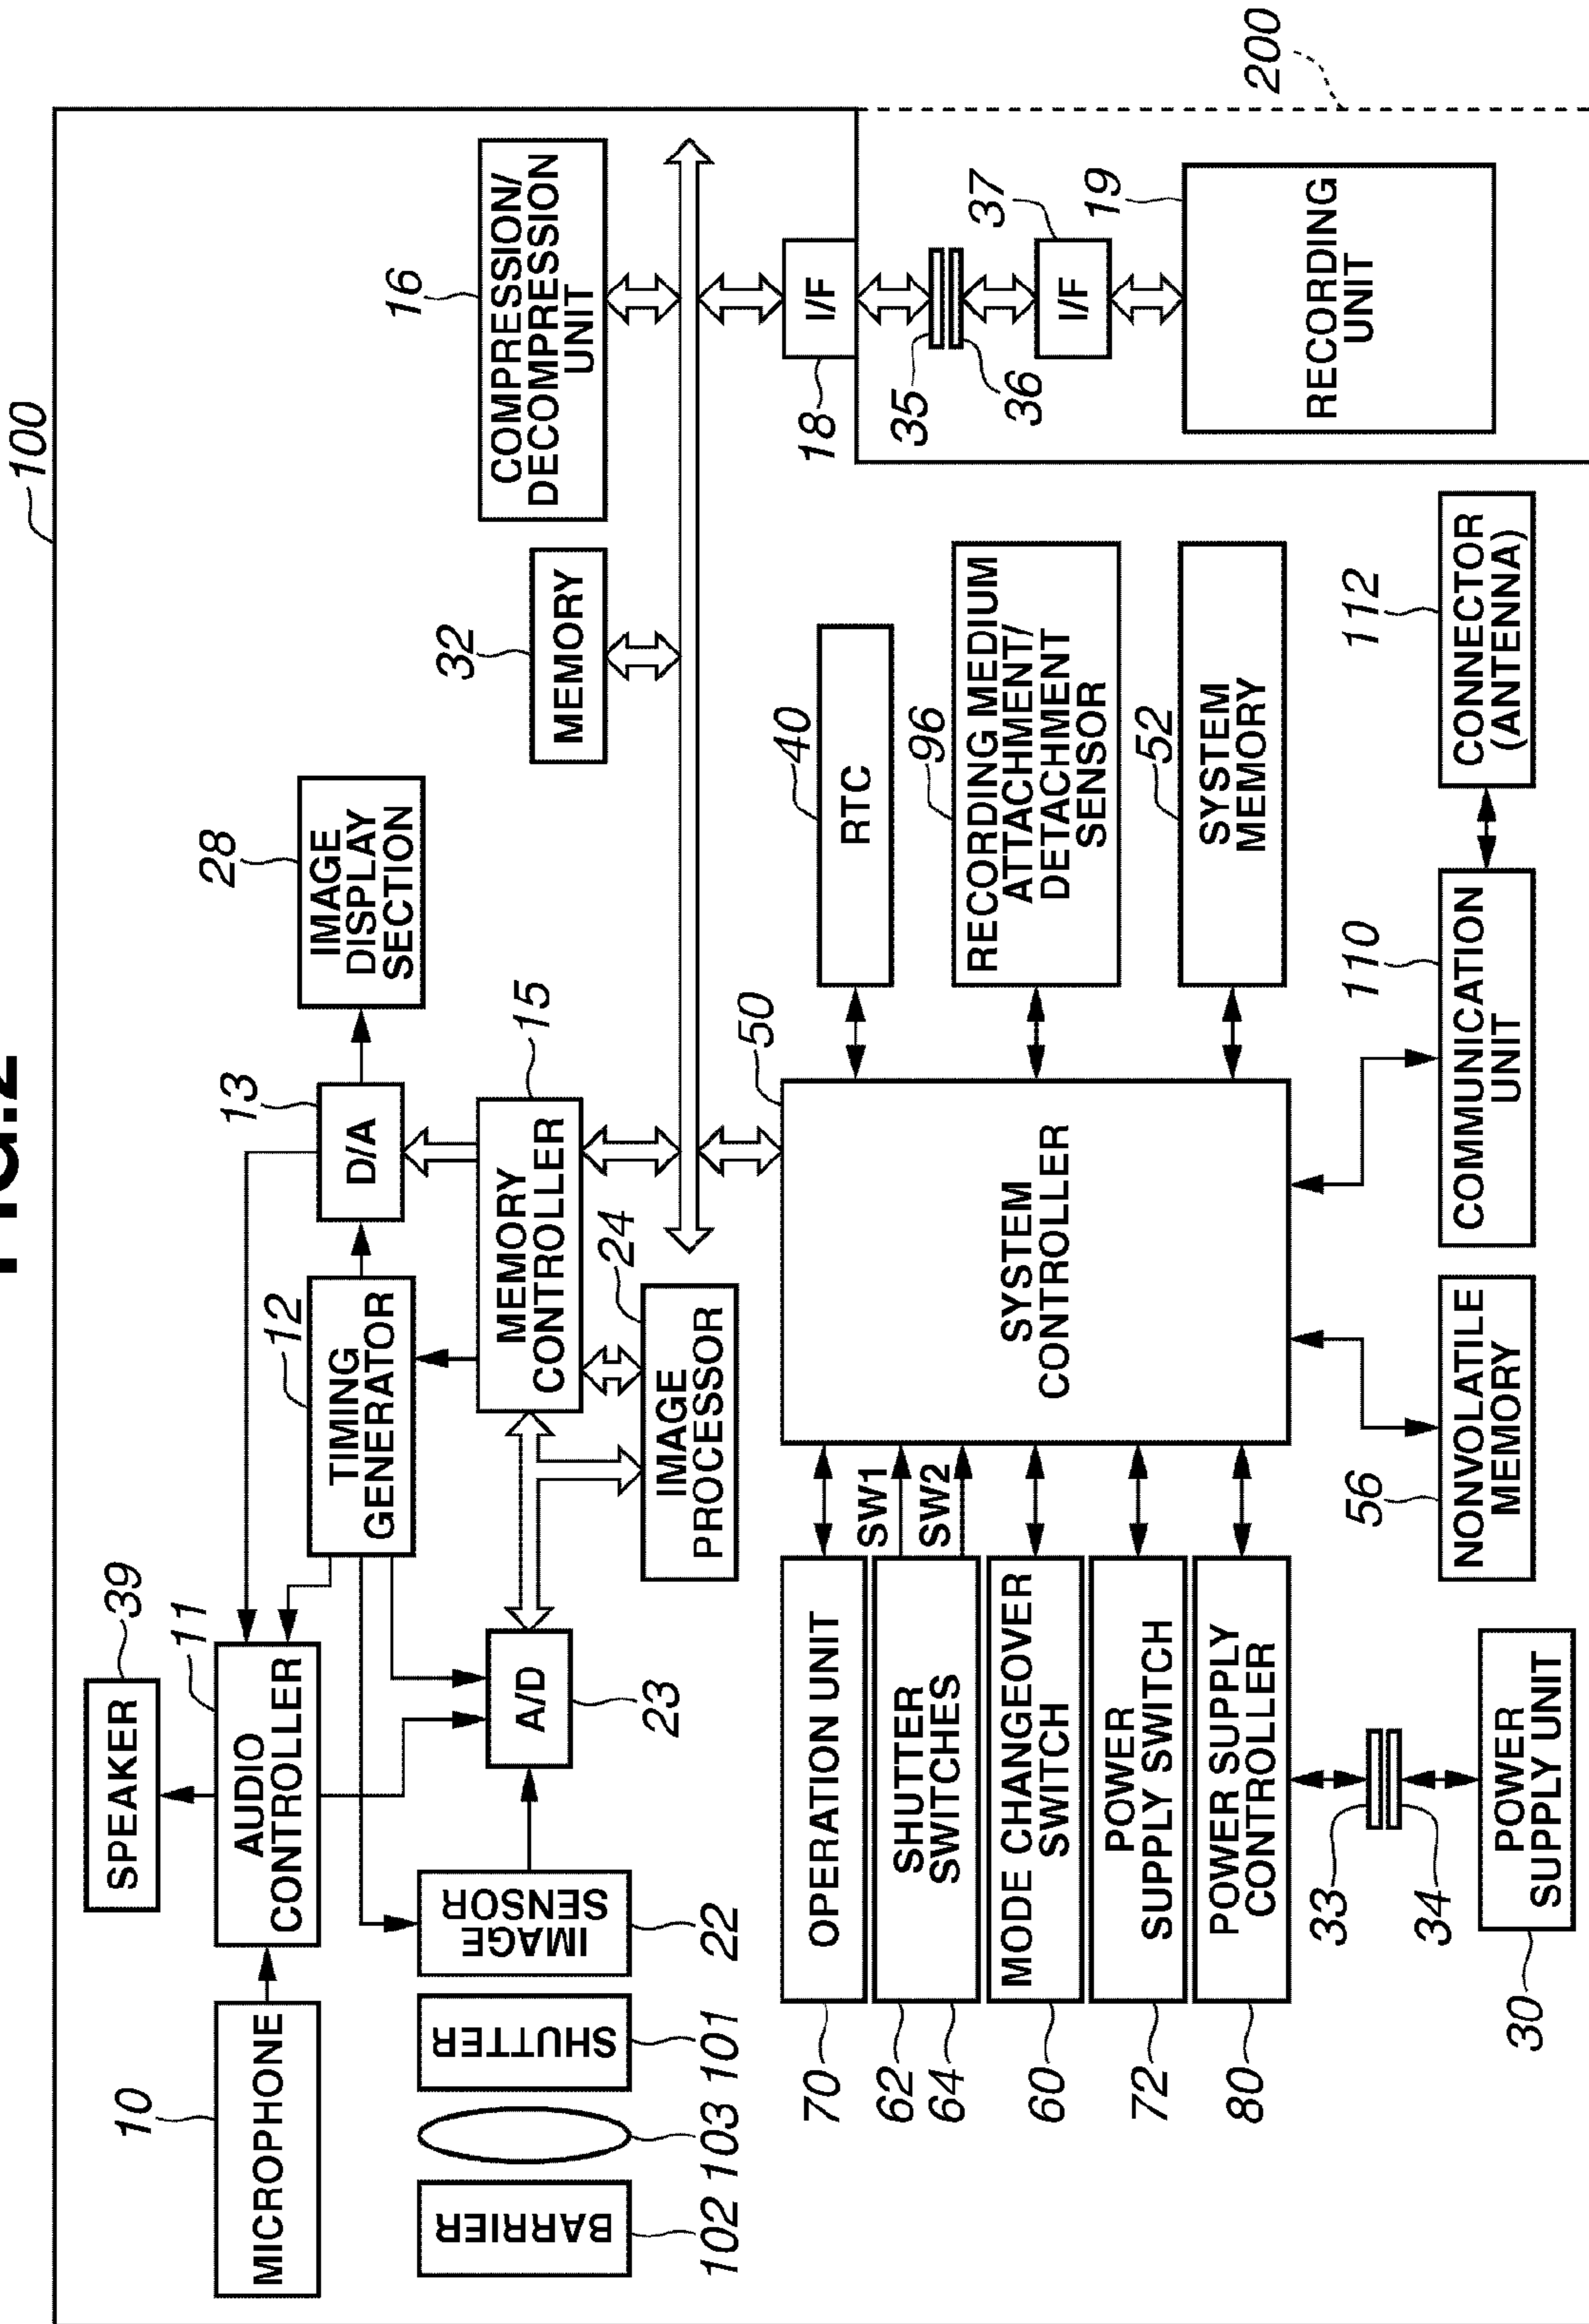 FIG.2
100
10
MICROPHONE
39
SPEAKER
11
AUDIO
CONTROLLER
12
TIMING
GENERATOR
13
D/A
28
IMAGE
DISPLAY
SECTION
102
BARRIER
103
101
SHUTTER
22
IMAGE
SENSOR
23
A/D
15
MEMORY
CONTROLLER
24
IMAGE
PROCESSOR
32
MEMORY
16
COMPRESSION/
DECOMPRESSION
UNIT
70
OPERATION UNIT
62
64
SHUTTER
SWITCHES
SW1
SW2
60
MODE CHANGEOVER
SWITCH
72
POWER
SUPPLY SWITCH
80
POWER SUPPLY
CONTROLLER
33
34
30
POWER
SUPPLY UNIT
50
SYSTEM
CONTROLLER
56
NONVOLATILE
MEMORY
40
RTC
96
RECORDING MEDIUM
ATTACHMENT/
DETACHMENT
SENSOR
52
SYSTEM
MEMORY
110
COMMUNICATION
UNIT
112
CONNECTOR
(ANTENNA)
18
I/F
35
36
37
I/F
19
RECORDING
UNIT
200